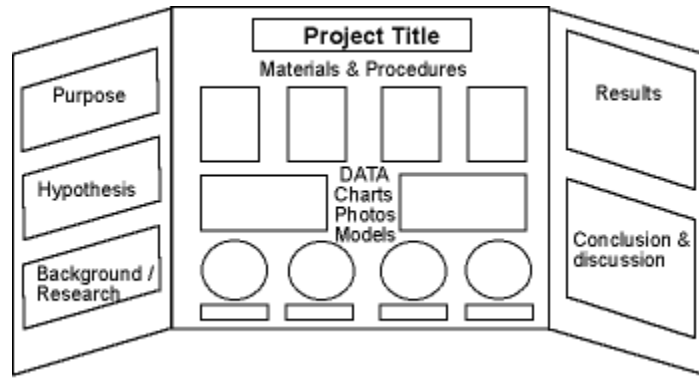 Purpose
Hypothesis
Background /
Research
Project Title
Materials & Procedures
DATA
Charts
Photos
Models
Results
Conclusion &
discussion